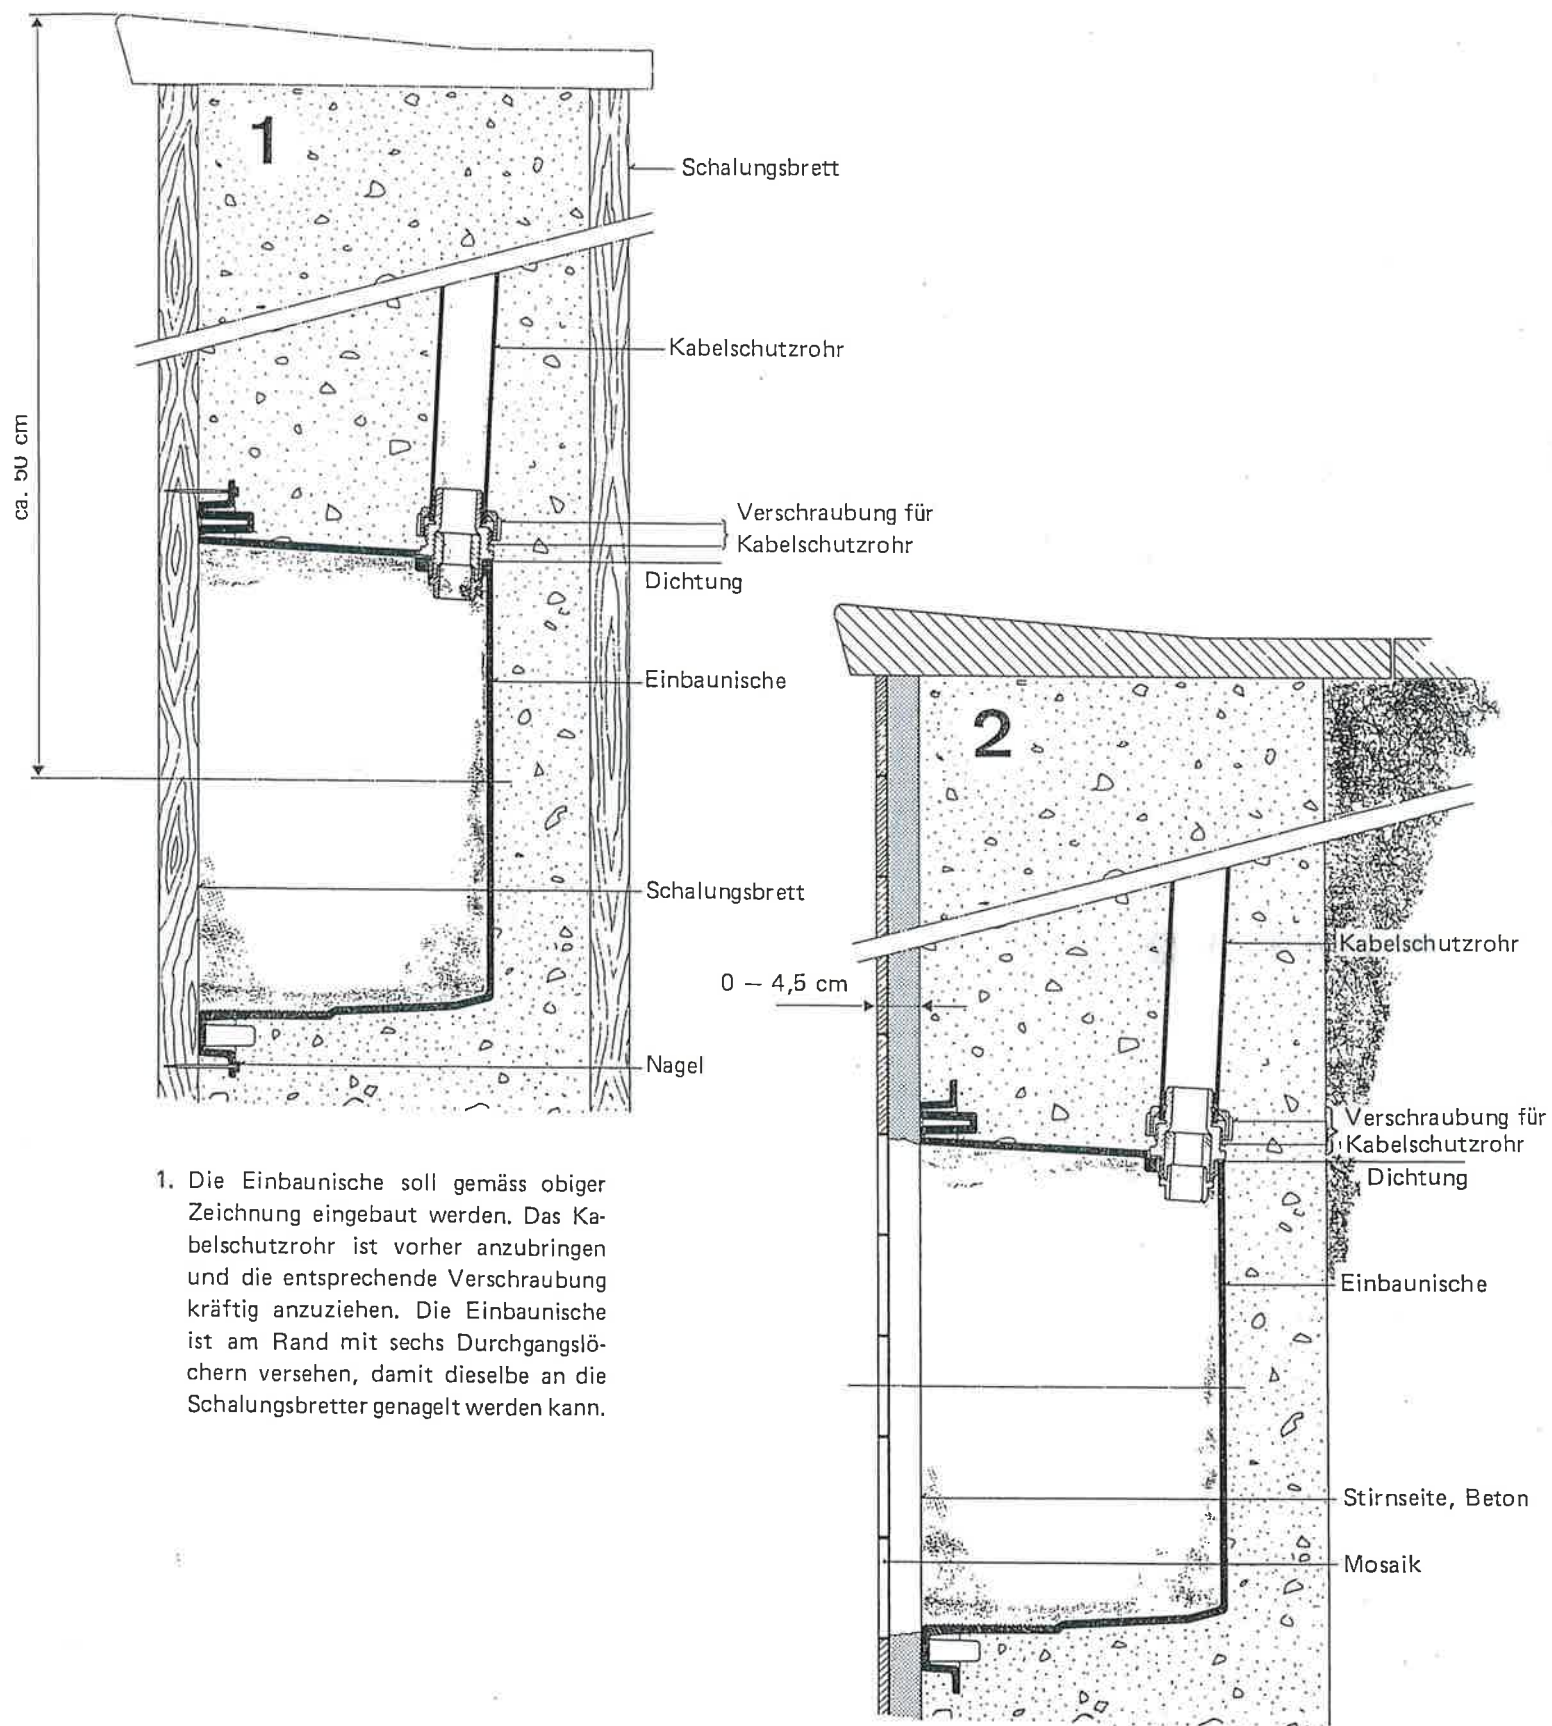 1
Schalungsbrett
Kabelschutzrohr
ca. 50 cm
Verschraubung für
Kabelschutzrohr
Dichtung
Einbaunische
Schalungsbrett
Nagel
1. Die Einbaunische soll gemäss obiger
Zeichnung eingebaut werden. Das Ka-
belschutzrohr ist vorher anzubringen
und die entsprechende Verschraubung
kräftig anzuziehen. Die Einbaunische
ist am Rand mit sechs Durchgangslö-
chern versehen, damit dieselbe an die
Schalungsbretter genagelt werden kann.
2
Kabelschutzrohr
0 – 4,5 cm
Verschraubung für
Kabelschutzrohr
Dichtung
Einbaunische
Stirnseite, Beton
Mosaik